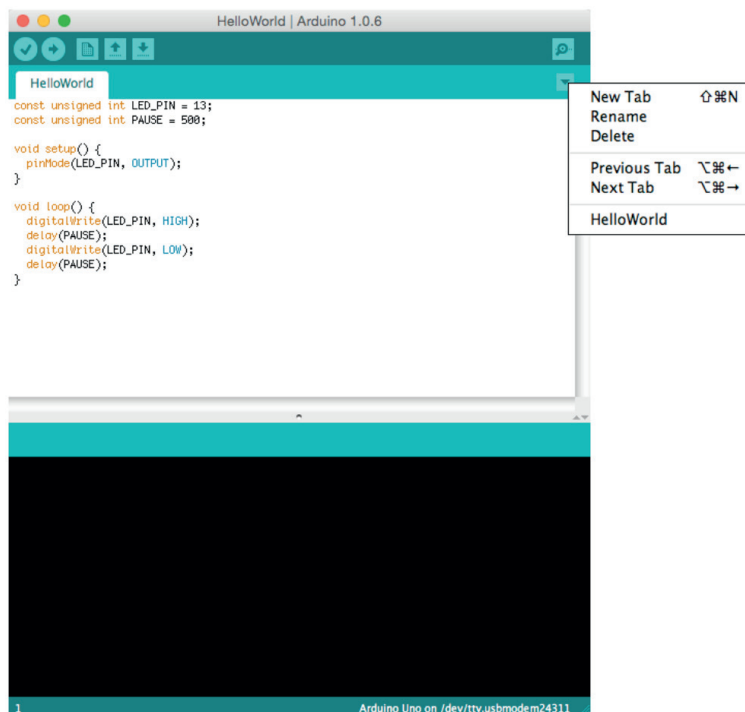 HelloWorld | Arduino 1.0.6
HelloWorld
const unsigned int LED_PIN = 13;
const unsigned int PAUSE = 500;
void setup() {
  pinMode(LED_PIN, OUTPUT);
}
void loop() {
  digitalWrite(LED_PIN, HIGH);
  delay(PAUSE);
  digitalWrite(LED_PIN, LOW);
  delay(PAUSE);
}
New Tab ⇧⌘N
Rename
Delete
Previous Tab ⌥⌘←
Next Tab ⌥⌘→
HelloWorld
1 Arduino Uno on /dev/tty.usbmodem24311